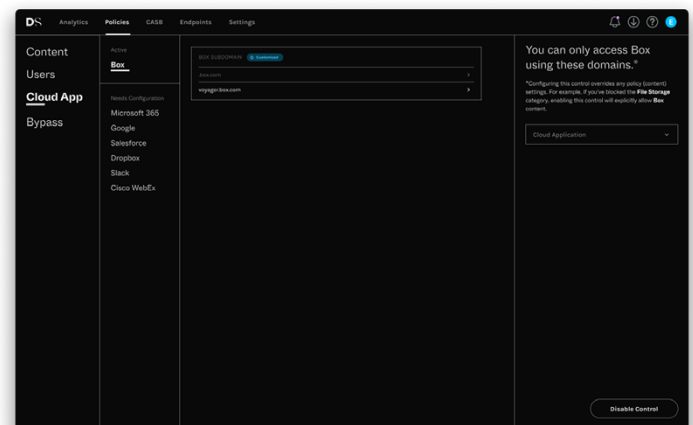 DS Analytics Policies CASB Endpoints Settings E
Content
Users
Cloud App
Bypass
Active
Box
Needs Configuration
Microsoft 365
Google
Salesforce
Dropbox
Slack
Cisco WebEx
BOX SUBDOMAIN Customized
.box.com
voyager.box.com
You can only access Box
using these domains.*
*Configuring this control overrides any policy (content)
settings. For example, if you've blocked the File Storage
category, enabling this control will explicitly allow Box
content.
Cloud Application
Disable Control